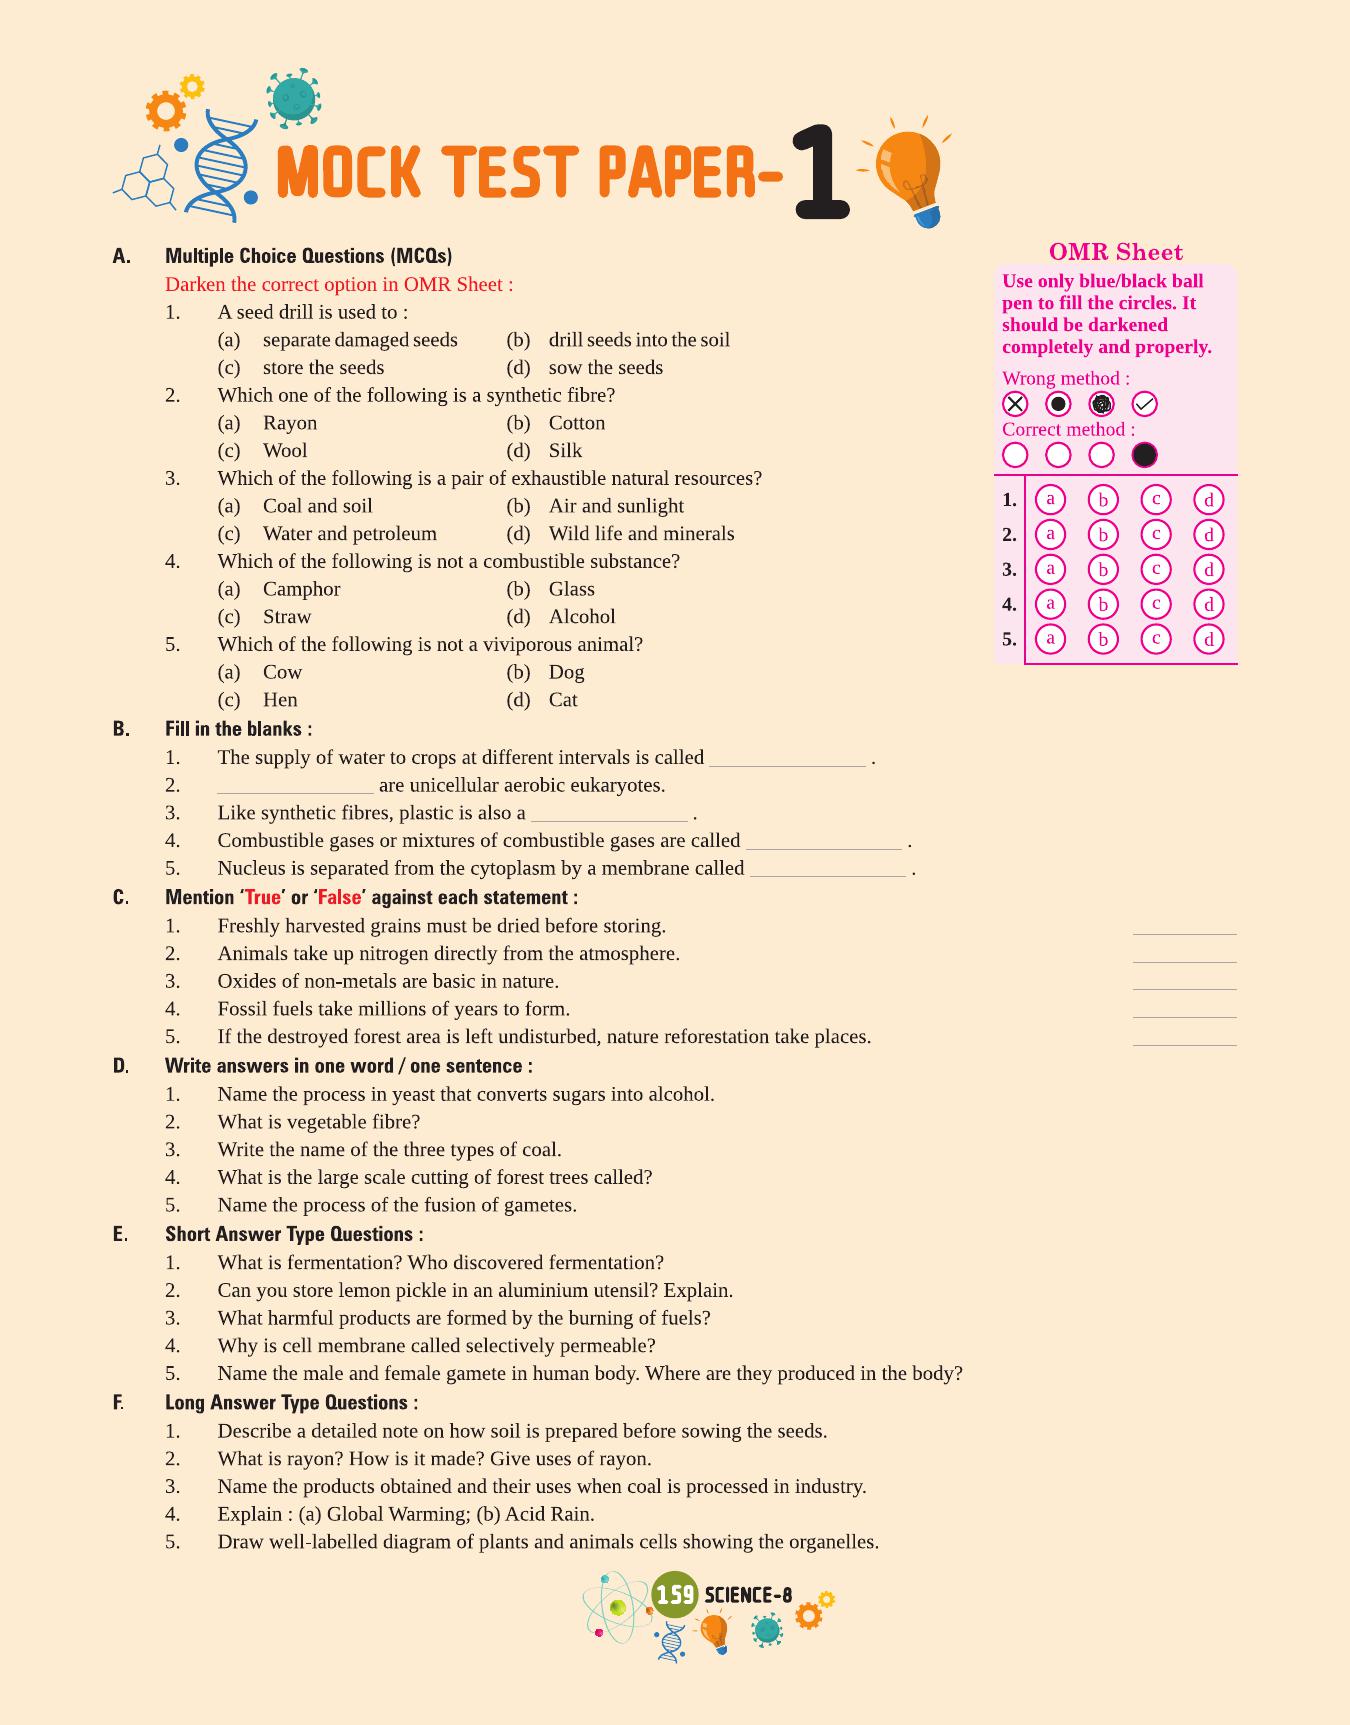 MOCK TEST PAPER-1
A. Multiple Choice Questions (MCQs)
Darken the correct option in OMR Sheet :
1. A seed drill is used to :
(a) separate damaged seeds (b) drill seeds into the soil
(c) store the seeds (d) sow the seeds
2. Which one of the following is a synthetic fibre?
(a) Rayon (b) Cotton
(c) Wool (d) Silk
3. Which of the following is a pair of exhaustible natural resources?
(a) Coal and soil (b) Air and sunlight
(c) Water and petroleum (d) Wild life and minerals
4. Which of the following is not a combustible substance?
(a) Camphor (b) Glass
(c) Straw (d) Alcohol
5. Which of the following is not a viviporous animal?
(a) Cow (b) Dog
(c) Hen (d) Cat
OMR Sheet
Use only blue/black ball
pen to fill the circles. It
should be darkened
completely and properly.
Wrong method :
Correct method :
1. a b c d
2. a b c d
3. a b c d
4. a b c d
5. a b c d
B. Fill in the blanks :
1. The supply of water to crops at different intervals is called _______________ .
2. _______________ are unicellular aerobic eukaryotes.
3. Like synthetic fibres, plastic is also a _______________ .
4. Combustible gases or mixtures of combustible gases are called _______________ .
5. Nucleus is separated from the cytoplasm by a membrane called _______________ .
C. Mention ‘True’ or ‘False’ against each statement :
1. Freshly harvested grains must be dried before storing. __________
2. Animals take up nitrogen directly from the atmosphere. __________
3. Oxides of non-metals are basic in nature. __________
4. Fossil fuels take millions of years to form. __________
5. If the destroyed forest area is left undisturbed, nature reforestation take places. __________
D. Write answers in one word / one sentence :
1. Name the process in yeast that converts sugars into alcohol.
2. What is vegetable fibre?
3. Write the name of the three types of coal.
4. What is the large scale cutting of forest trees called?
5. Name the process of the fusion of gametes.
E. Short Answer Type Questions :
1. What is fermentation? Who discovered fermentation?
2. Can you store lemon pickle in an aluminium utensil? Explain.
3. What harmful products are formed by the burning of fuels?
4. Why is cell membrane called selectively permeable?
5. Name the male and female gamete in human body. Where are they produced in the body?
F. Long Answer Type Questions :
1. Describe a detailed note on how soil is prepared before sowing the seeds.
2. What is rayon? How is it made? Give uses of rayon.
3. Name the products obtained and their uses when coal is processed in industry.
4. Explain : (a) Global Warming; (b) Acid Rain.
5. Draw well-labelled diagram of plants and animals cells showing the organelles.
159 SCIENCE-8